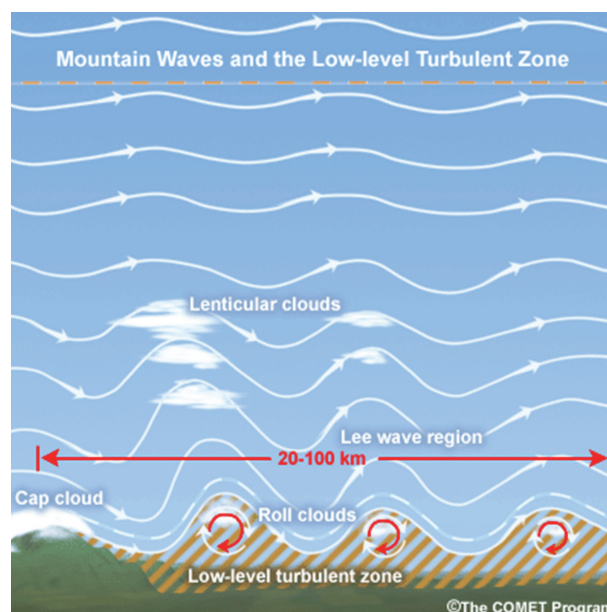 Mountain Waves and the Low-level Turbulent Zone
Lenticular clouds
Lee wave region
20-100 km
Cap cloud
Roll clouds
Low-level turbulent zone
©The COMET Program